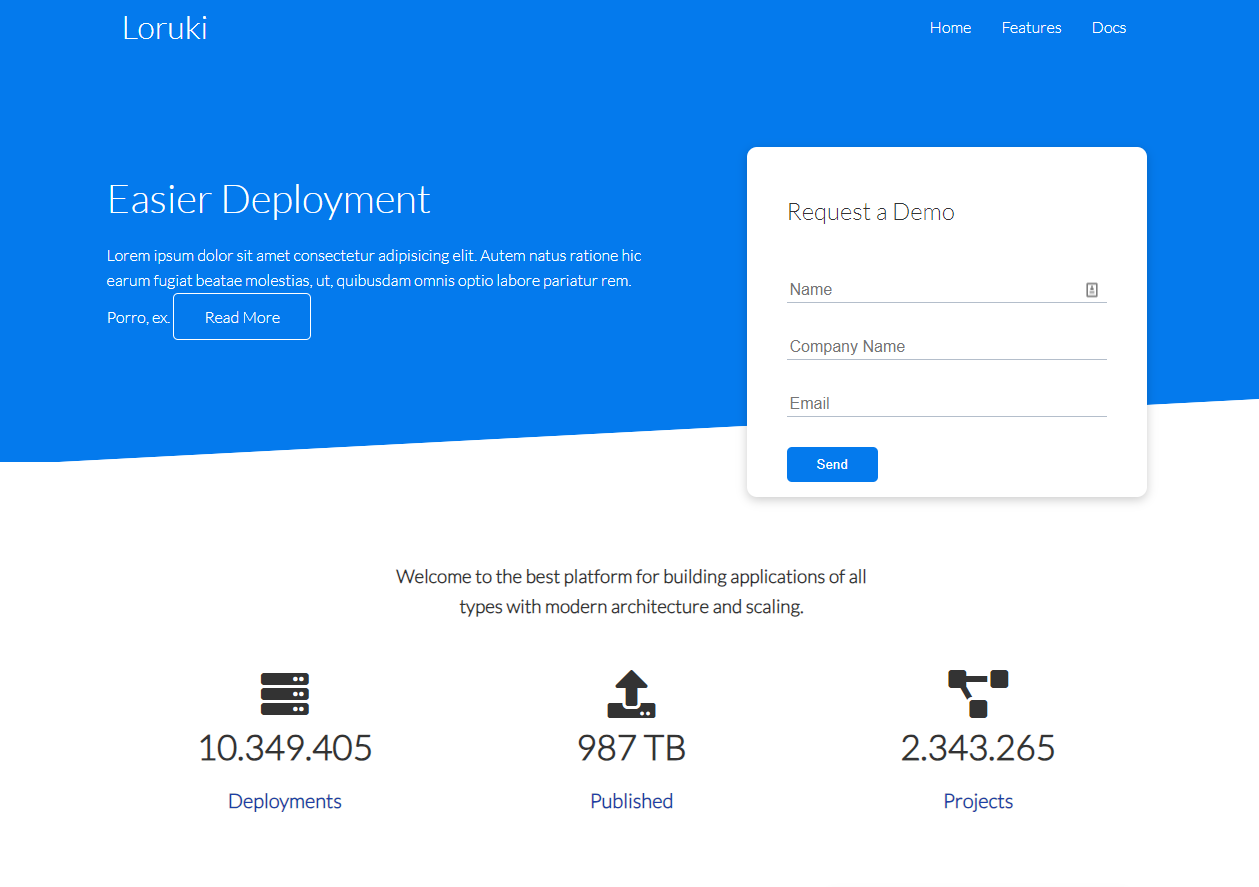 Loruki
Home Features Docs
Easier Deployment
Lorem ipsum dolor sit amet consectetur adipisicing elit. Autem natus ratione hic
earum fugiat beatae molestias, ut, quibusdam omnis optio labore pariatur rem.
Porro, ex. Read More
Request a Demo
Name
Company Name
Email
Send
Welcome to the best platform for building applications of all
types with modern architecture and scaling.
10.349.405
Deployments
987 TB
Published
2.343.265
Projects